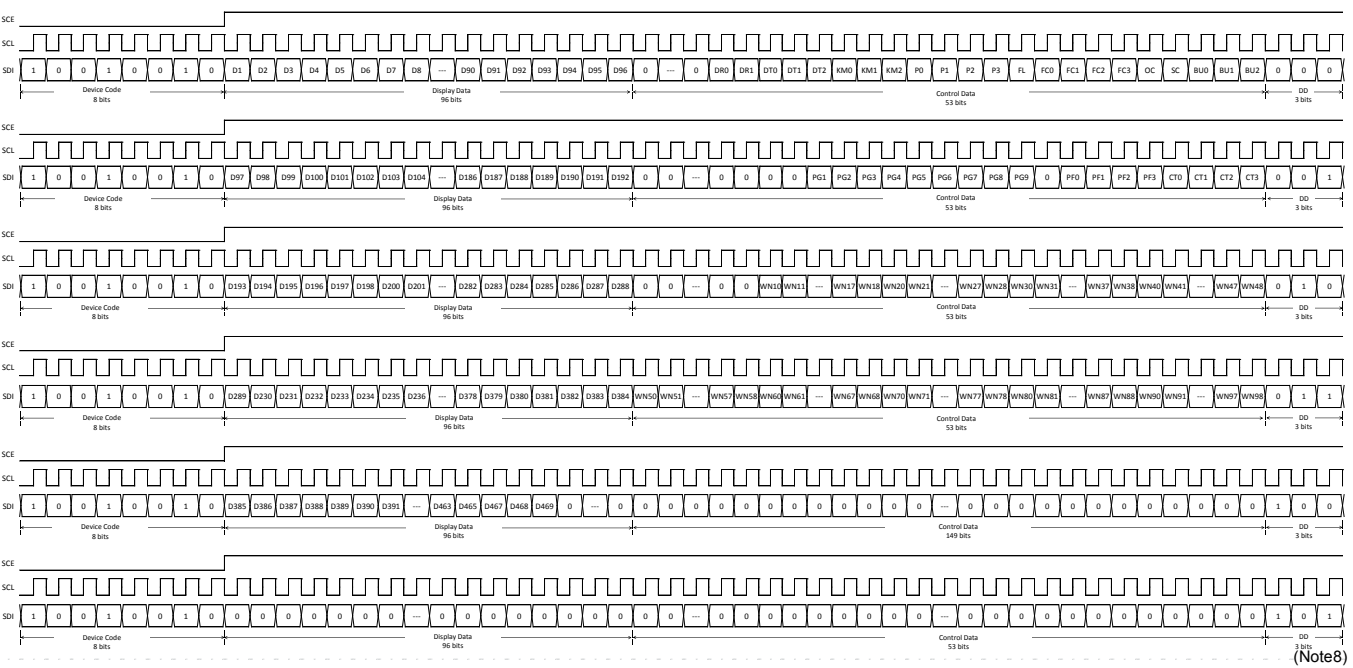 SCE
SCL
SDI 1 0 0 1 0 0 1 0 D1 D2 D3 D4 D5 D6 D7 D8 --- D90 D91 D92 D93 D94 D95 D96 0 --- 0 DR0 DR1 DT0 DT1 DT2 KM0 KM1 KM2 P0 P1 P2 P3 FL FC0 FC1 FC2 FC3 OC SC BU0 BU1 BU2 0 0 0
Device Code Display Data Control Data DD
8 bits 96 bits 53 bits 3 bits
SCE
SCL
SDI 1 0 0 1 0 0 1 0 D97 D98 D99 D100 D101 D102 D103 D104 --- D186 D187 D188 D189 D190 D191 D192 0 0 --- 0 0 0 0 PG1 PG2 PG3 PG4 PG5 PG6 PG7 PG8 PG9 0 PF0 PF1 PF2 PF3 CT0 CT1 CT2 CT3 0 0 1
Device Code Display Data Control Data DD
8 bits 96 bits 53 bits 3 bits
SCE
SCL
SDI 1 0 0 1 0 0 1 0 D193 D194 D195 D196 D197 D198 D200 D201 --- D282 D283 D284 D285 D286 D287 D288 0 0 --- 0 0 WN10 WN11 --- WN17 WN18 WN20 WN21 --- WN27 WN28 WN30 WN31 --- WN37 WN38 WN40 WN41 --- WN47 WN48 0 1 0
Device Code Display Data Control Data DD
8 bits 96 bits 53 bits 3 bits
SCE
SCL
SDI 1 0 0 1 0 0 1 0 D289 D230 D231 D232 D233 D234 D235 D236 --- D378 D379 D380 D381 D382 D383 D384 WN50 WN51 --- WN57 WN58 WN60 WN61 --- WN67 WN68 WN70 WN71 --- WN77 WN78 WN80 WN81 --- WN87 WN88 WN90 WN91 --- WN97 WN98 0 1 1
Device Code Display Data Control Data DD
8 bits 96 bits 53 bits 3 bits
SCE
SCL
SDI 1 0 0 1 0 0 1 0 D385 D386 D387 D388 D389 D390 D391 --- D463 D465 D467 D468 D469 0 --- 0 0 0 --- 0 0 0 0 0 0 0 0 0 --- 0 0 0 0 0 0 0 0 0 0 0 0 1 0 0
Device Code Display Data Control Data DD
8 bits 96 bits 149 bits 3 bits
SCE
SCL
SDI 1 0 0 1 0 0 1 0 0 0 0 0 0 0 0 --- 0 0 0 0 0 0 0 0 0 0 --- 0 0 0 0 0 0 0 0 0 --- 0 0 0 0 0 0 0 0 0 0 0 0 1 0 1
Device Code Display Data Control Data DD
8 bits 96 bits 53 bits 3 bits
(Note8)